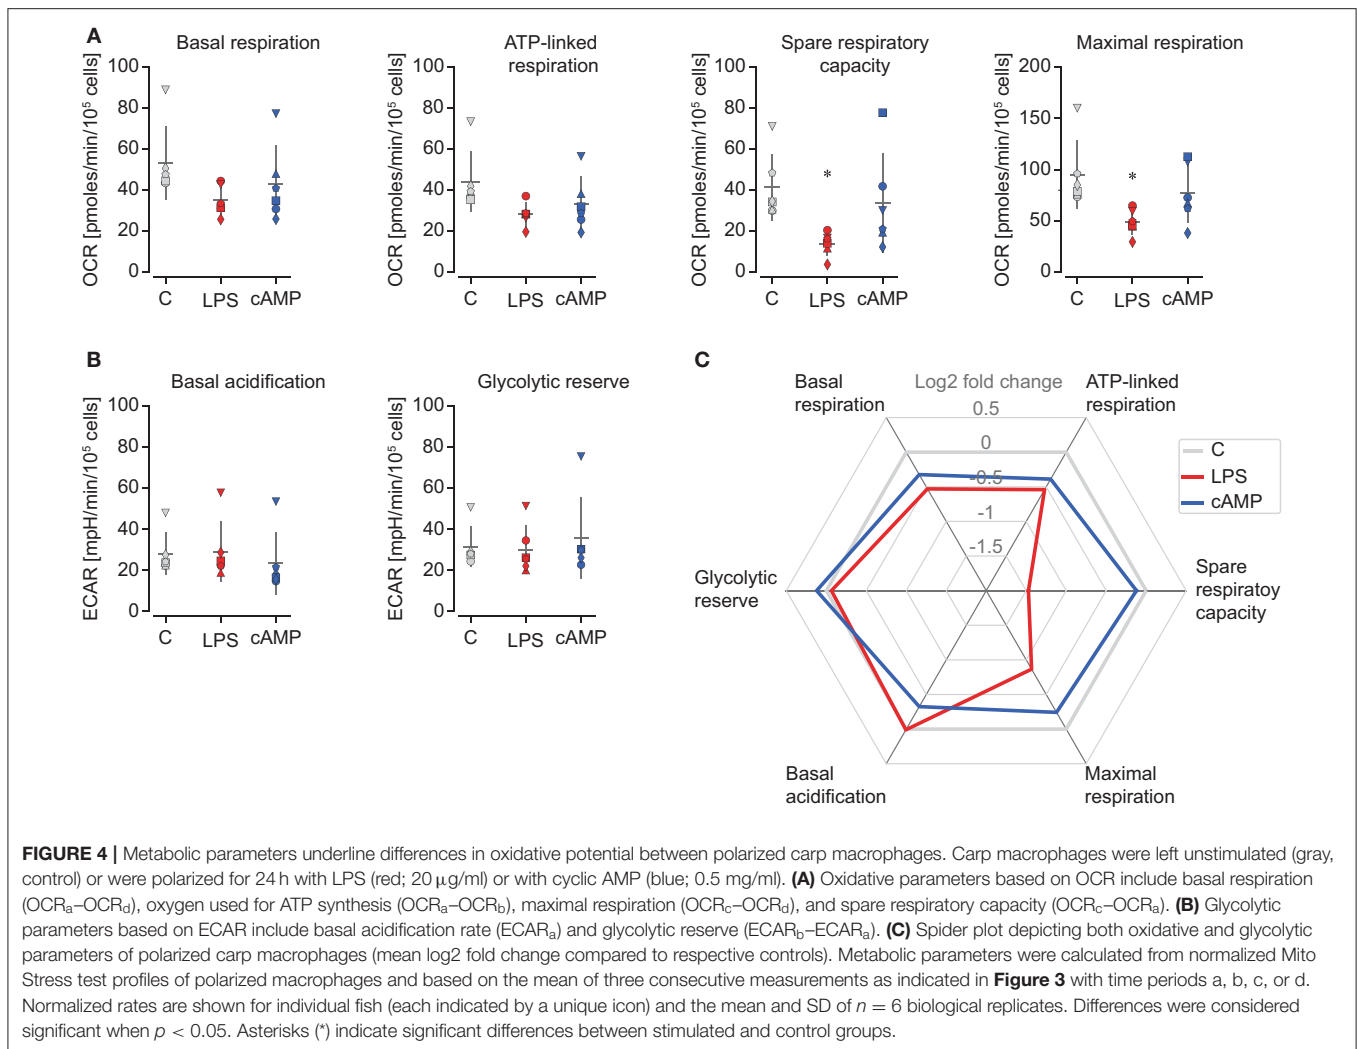 A
Basal respiration
OCR [pmoles/min/10⁵ cells]
100
80
60
40
20
0
C LPS cAMP
ATP-linked
respiration
OCR [pmoles/min/10⁵ cells]
100
80
60
40
20
0
C LPS cAMP
Spare respiratory
capacity
OCR [pmoles/min/10⁵ cells]
100
80
60
40
20
0
*
C LPS cAMP
Maximal respiration
OCR [pmoles/min/10⁵ cells]
200
150
100
50
0
*
C LPS cAMP
B
Basal acidification
ECAR [mpH/min/10⁵ cells]
100
80
60
40
20
0
C LPS cAMP
Glycolytic reserve
ECAR [mpH/min/10⁵ cells]
100
80
60
40
20
0
C LPS cAMP
C
Basal
respiration
Log2 fold change
ATP-linked
respiration
0.5
0
-0.5
-1
-1.5
C
LPS
cAMP
Glycolytic
reserve
Spare
respiratoy
capacity
Basal
acidification
Maximal
respiration
FIGURE 4 | Metabolic parameters underline differences in oxidative potential between polarized carp macrophages. Carp macrophages were left unstimulated (gray,
control) or were polarized for 24 h with LPS (red; 20 μg/ml) or with cyclic AMP (blue; 0.5 mg/ml). (A) Oxidative parameters based on OCR include basal respiration
(OCRa–OCRd), oxygen used for ATP synthesis (OCRa–OCRb), maximal respiration (OCRc–OCRd), and spare respiratory capacity (OCRc–OCRa). (B) Glycolytic
parameters based on ECAR include basal acidification rate (ECARa) and glycolytic reserve (ECARb–ECARa). (C) Spider plot depicting both oxidative and glycolytic
parameters of polarized carp macrophages (mean log2 fold change compared to respective controls). Metabolic parameters were calculated from normalized Mito
Stress test profiles of polarized macrophages and based on the mean of three consecutive measurements as indicated in Figure 3 with time periods a, b, c, or d.
Normalized rates are shown for individual fish (each indicated by a unique icon) and the mean and SD of n = 6 biological replicates. Differences were considered
significant when p < 0.05. Asterisks (*) indicate significant differences between stimulated and control groups.